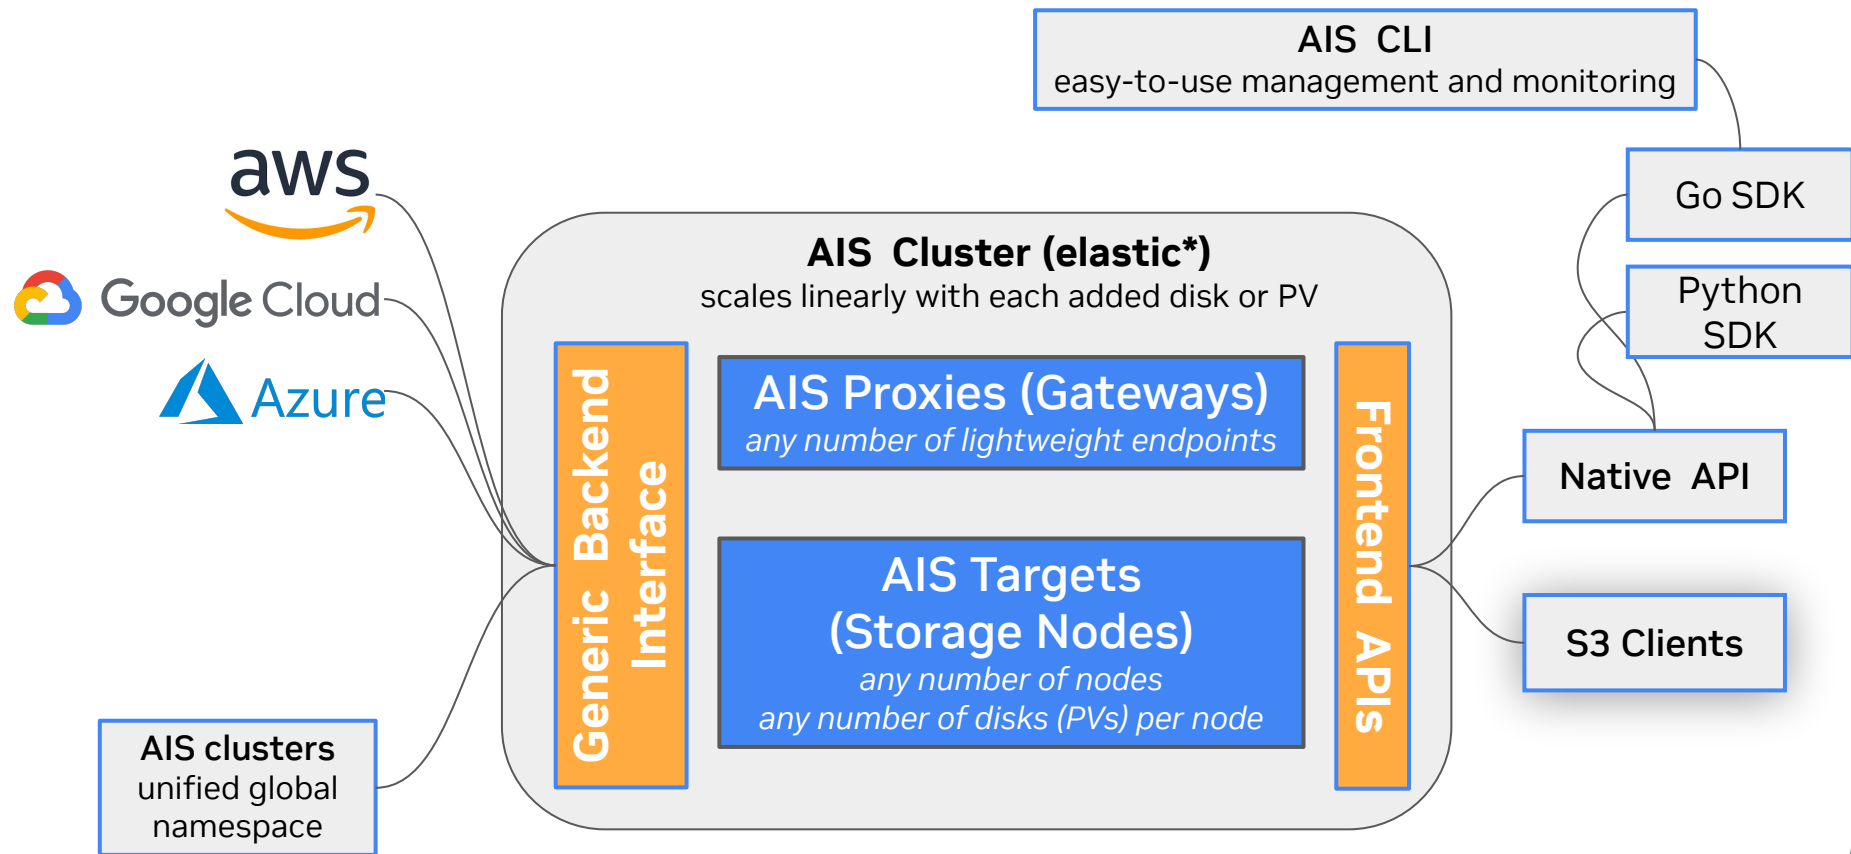 AIS CLI
easy-to-use management and monitoring
aws
Go SDK
Google Cloud
AIS Cluster (elastic*)
scales linearly with each added disk or PV
Python
SDK
Azure
Generic Backend
Interface
AIS Proxies (Gateways)
any number of lightweight endpoints
AIS Targets
(Storage Nodes)
any number of nodes
any number of disks (PVs) per node
Frontend APIs
Native API
S3 Clients
AIS clusters
unified global
namespace